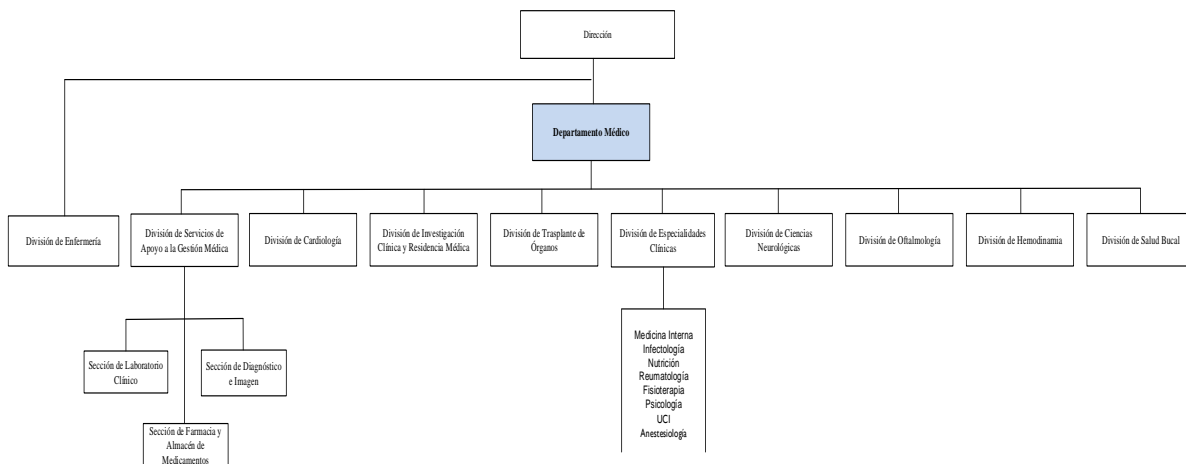 Dirección
Departamento Médico
División de Enfermería
División de Servicios de
Apoyo a la Gestión Médica
División de Cardiología
División de Investigación
Clínica y Residencia Médica
División de Trasplante de
Órganos
División de Especialidades
Clínicas
División de Ciencias
Neurológicas
División de Oftalmología
División de Hemodinamia
División de Salud Bucal
Sección de Laboratorio
Clínico
Sección de Diagnóstico
e Imagen
Sección de Farmacia y
Almacén de
Medicamentos
Medicina Interna
Infectología
Nutrición
Reumatología
Fisioterapia
Psicología
UCI
Anestesiología